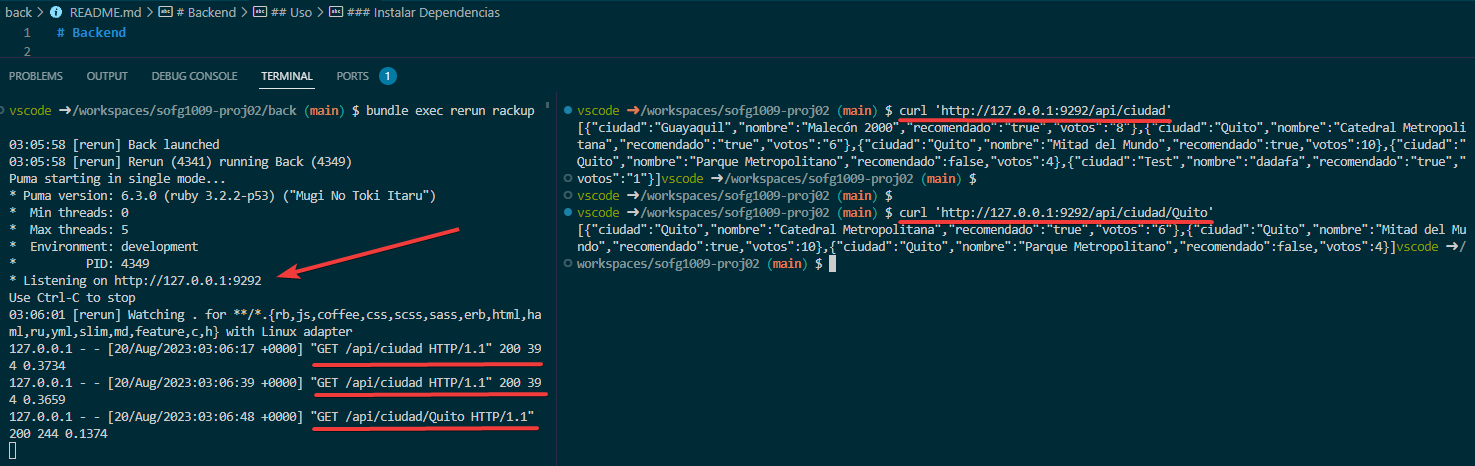 back > README.md > # Backend > ## Uso > ### Instalar Dependencias
1 # Backend
2
PROBLEMS OUTPUT DEBUG CONSOLE TERMINAL PORTS 1
vscode ➜/workspaces/sofg1009-proj02/back (main) $ bundle exec rerun rackup
03:05:58 [rerun] Back launched
03:05:58 [rerun] Rerun (4341) running Back (4349)
Puma starting in single mode...
* Puma version: 6.3.0 (ruby 3.2.2-p53) ("Mugi No Toki Itaru")
*  Min threads: 0
*  Max threads: 5
*  Environment: development
*          PID: 4349
* Listening on http://127.0.0.1:9292
Use Ctrl-C to stop
03:06:01 [rerun] Watching . for **/*.{rb,js,coffee,css,scss,sass,erb,html,ha
ml,ru,yml,slim,md,feature,c,h} with Linux adapter
127.0.0.1 - - [20/Aug/2023:03:06:17 +0000] "GET /api/ciudad HTTP/1.1" 200 39
4 0.3734
127.0.0.1 - - [20/Aug/2023:03:06:39 +0000] "GET /api/ciudad HTTP/1.1" 200 39
4 0.3659
127.0.0.1 - - [20/Aug/2023:03:06:48 +0000] "GET /api/ciudad/Quito HTTP/1.1"
200 244 0.1374
vscode ➜/workspaces/sofg1009-proj02 (main) $ curl 'http://127.0.0.1:9292/api/ciudad'
[{"ciudad":"Guayaquil","nombre":"Malecón 2000","recomendado":"true","votos":"8"},{"ciudad":"Quito","nombre":"Catedral Metropoli
tana","recomendado":"true","votos":"6"},{"ciudad":"Quito","nombre":"Mitad del Mundo","recomendado":true,"votos":10},{"ciudad":"
Quito","nombre":"Parque Metropolitano","recomendado":false,"votos":4},{"ciudad":"Test","nombre":"dadafa","recomendado":"true","
votos":"1"}]vscode ➜/workspaces/sofg1009-proj02 (main) $
vscode ➜/workspaces/sofg1009-proj02 (main) $
vscode ➜/workspaces/sofg1009-proj02 (main) $ curl 'http://127.0.0.1:9292/api/ciudad/Quito'
[{"ciudad":"Quito","nombre":"Catedral Metropolitana","recomendado":"true","votos":"6"},{"ciudad":"Quito","nombre":"Mitad del Mu
ndo","recomendado":true,"votos":10},{"ciudad":"Quito","nombre":"Parque Metropolitano","recomendado":false,"votos":4}]vscode ➜/
workspaces/sofg1009-proj02 (main) $